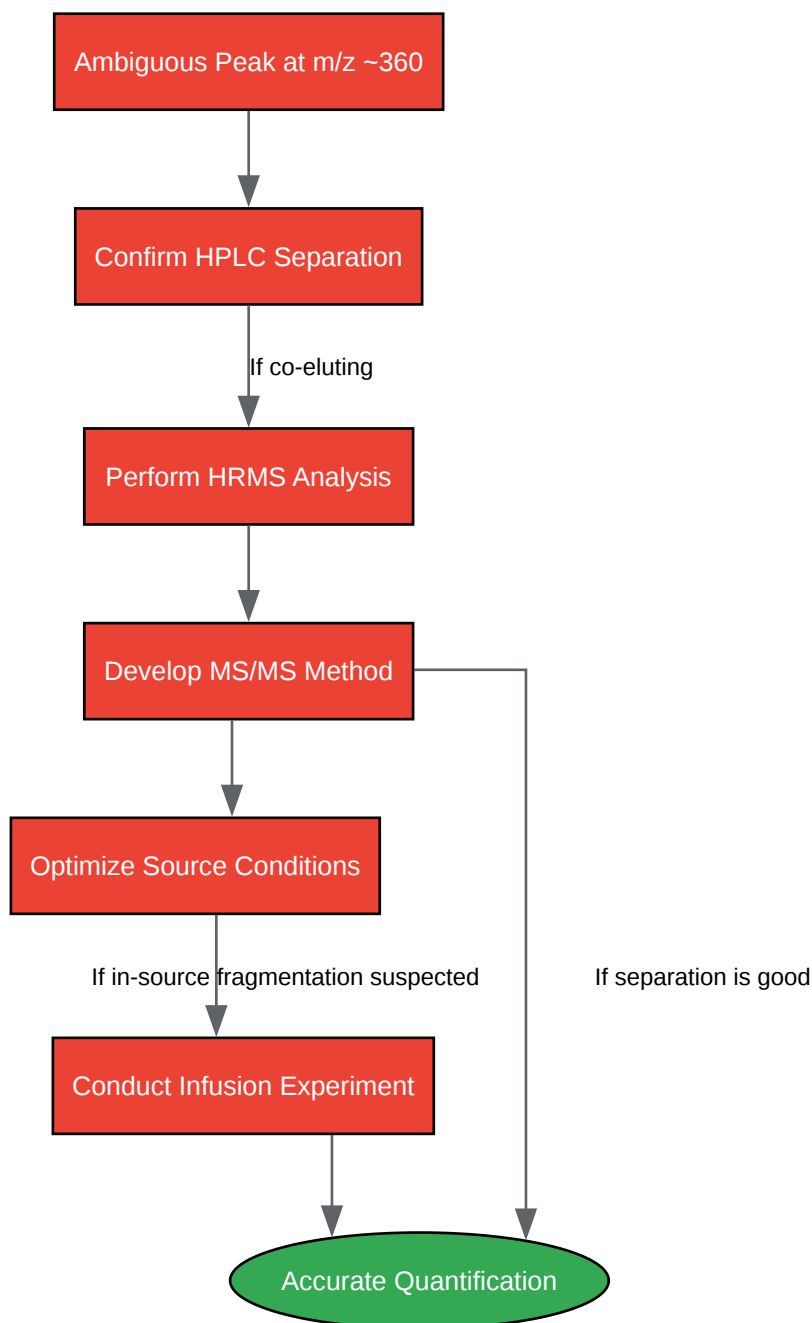 Ambiguous Peak at m/z ~360
Confirm HPLC Separation
If co-eluting
Perform HRMS Analysis
Develop MS/MS Method
Optimize Source Conditions
If in-source fragmentation suspected
If separation is good
Conduct Infusion Experiment
Accurate Quantification